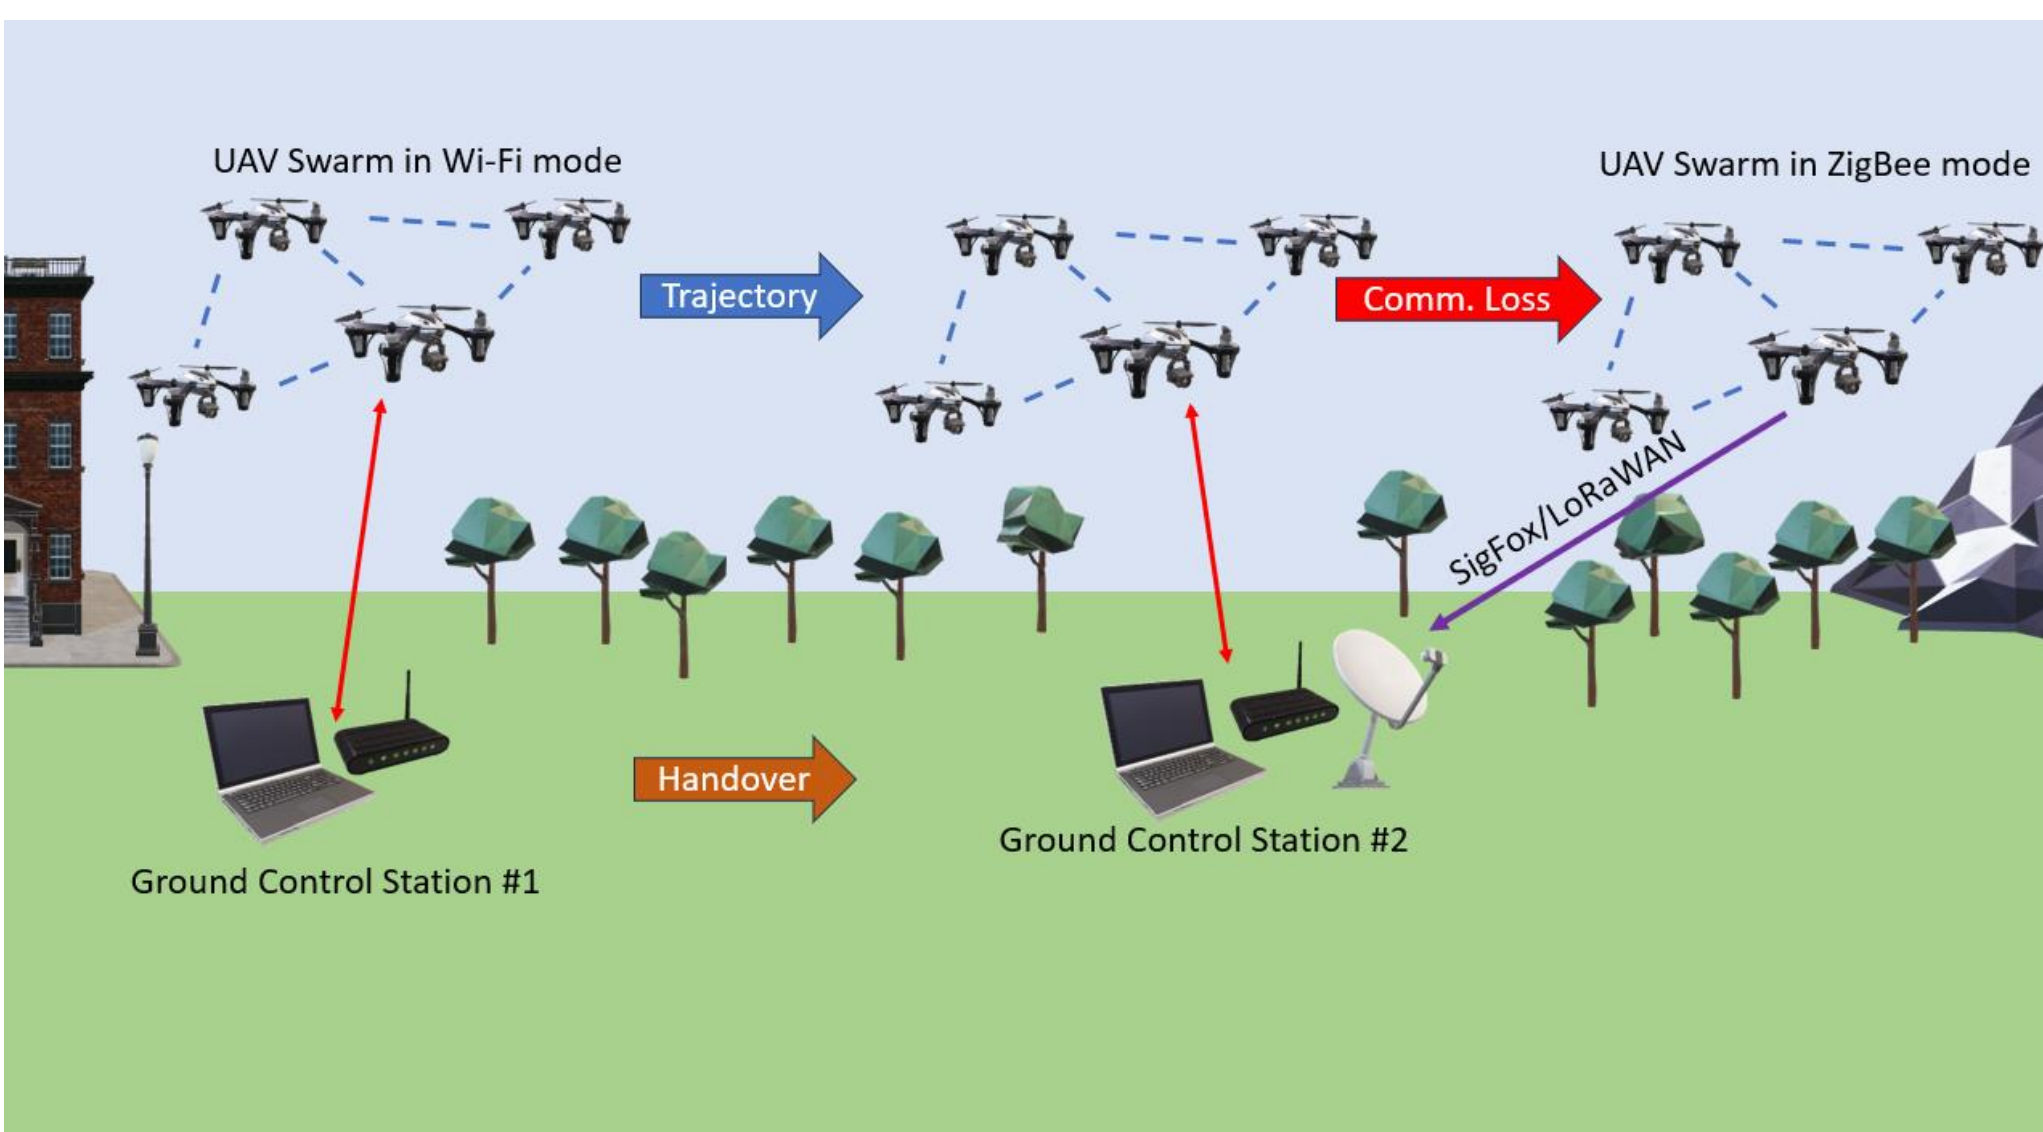 UAV Swarm in Wi-Fi mode
UAV Swarm in ZigBee mode
Trajectory
Comm. Loss
SigFox/LoRaWAN
Handover
Ground Control Station #2
Ground Control Station #1